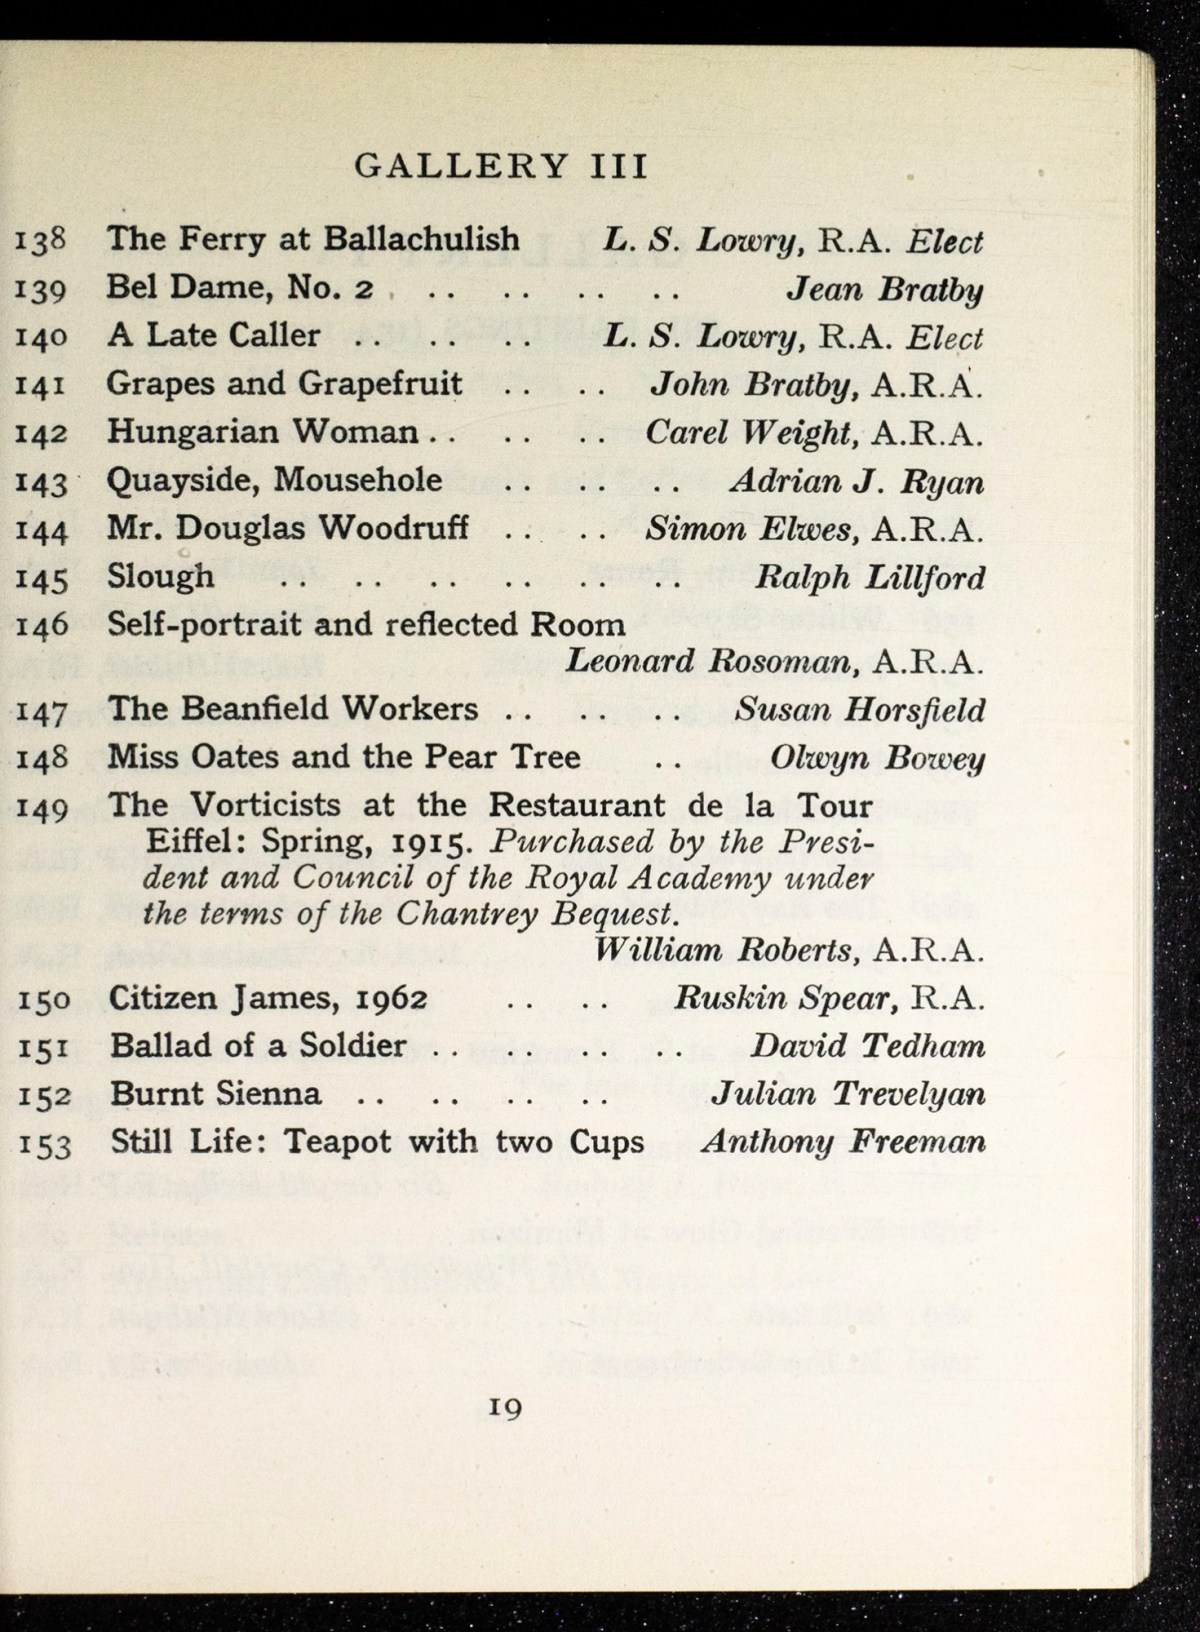 GALLERY III
138 The Ferry at Ballachulish L. S. Lowry, R.A. Elect
139 Bel Dame, No. 2 . .. .. .. .. Jean Bratby
140 A Late Caller .. .. .. L. S. Lowry, R.A. Elect
141 Grapes and Grapefruit .. .. John Bratby, A.R.A.
142 Hungarian Woman .. .. .. Carel Weight, A.R.A.
143 Quayside, Mousehole .. .. .. Adrian J. Ryan
144 Mr. Douglas Woodruff .. .. Simon Elwes, A.R.A.
145 Slough .. .. .. .. .. .. Ralph Lillford
146 Self-portrait and reflected Room
Leonard Rosoman, A.R.A.
147 The Beanfield Workers .. .. .. Susan Horsfield
148 Miss Oates and the Pear Tree .. Olwyn Bowey
149 The Vorticists at the Restaurant de la Tour
Eiffel: Spring, 1915. Purchased by the Presi-
dent and Council of the Royal Academy under
the terms of the Chantrey Bequest.
William Roberts, A.R.A.
150 Citizen James, 1962 .. .. Ruskin Spear, R.A.
151 Ballad of a Soldier .. .. .. .. David Tedham
152 Burnt Sienna .. .. .. .. Julian Trevelyan
153 Still Life: Teapot with two Cups Anthony Freeman
19